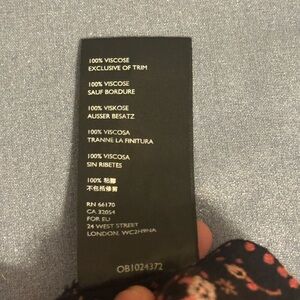 100% VISCOSE
EXCLUSIVE OF TRIM
100% VISCOSE
SAUF BORDURE
100% VISKOSE
AUSSER BESATZ
100% VISCOSA
TRANNE LA FINITURA
100% VISCOSA
SIN RIBETES
100% 粘膠
不包括修剪
RN 66170
CA 32054
FOR EU
24 WEST STREET
LONDON, WC2H9NA
OB1024372